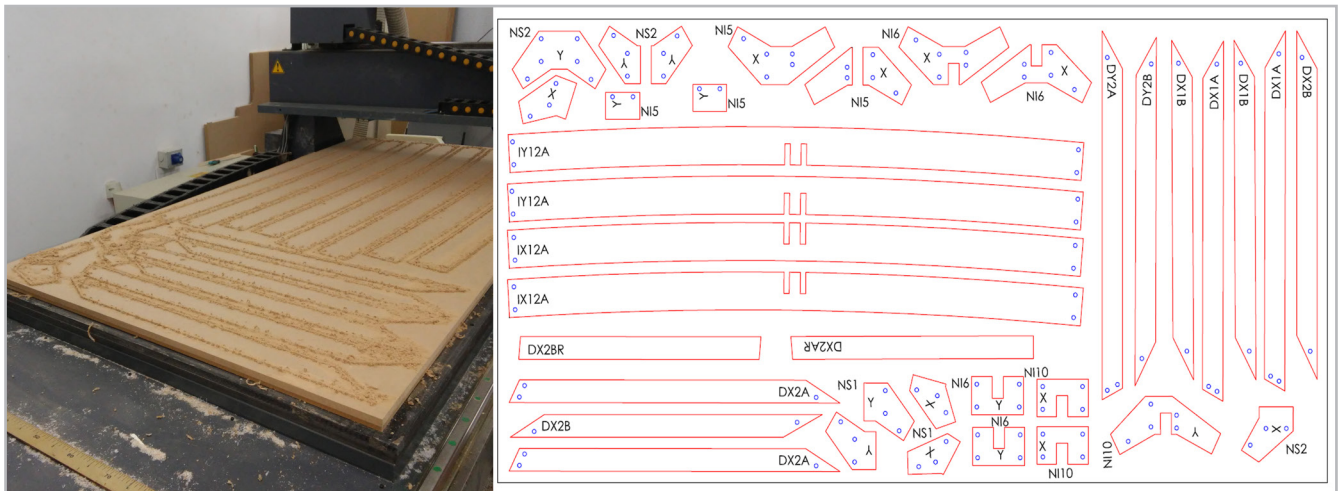 NS2
Y
Y
NS2
Y
NI5
X
X
NI5
NI6
X
X
NI6
X
Y
NI5
Y
NI5
IY12A
IY12A
IX12A
IX12A
DX2BR
DX2AR
DX2A
DX2B
DX2A
DY2A
DY2B
DX1B
DX1A
DX1B
DX1A
DX2B
NS1
Y
Y
X
NI6
NS1
X
Y
NI6
Y
NI10
X
X
NI10
NI10
Y
X
NS2